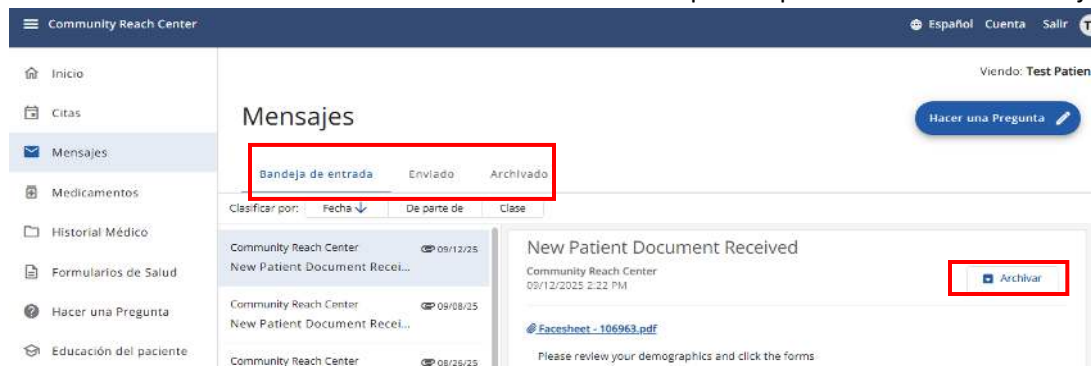 Community Reach Center
Español Cuenta Salir
Inicio
Citas
Mensajes
Medicamentos
Historial Médico
Formularios de Salud
Hacer una Pregunta
Educación del paciente
Viendo: Test Patien
Mensajes
Hacer una Pregunta
Bandeja de entrada Enviado Archivado
Clasificar por: Fecha De parte de Clase
Community Reach Center 09/12/25
New Patient Document Recei...
Community Reach Center 09/08/25
New Patient Document Recei...
Community Reach Center 08/26/25
New Patient Document Received
Community Reach Center
09/12/2025 2:22 PM
Archivar
Facesheet - 106963.pdf
Please review your demographics and click the forms